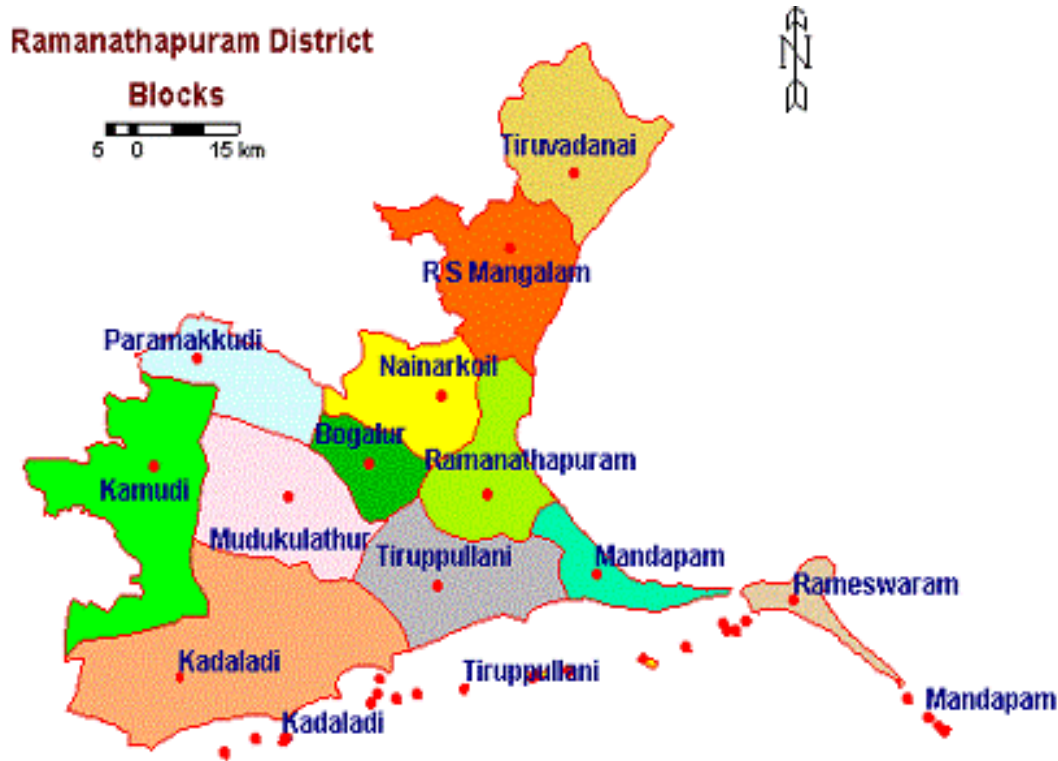 Ramanathapuram District
Blocks
5 0 15 km
N
Tiruvadanai
R S Mangalam
Paramakkudi
Nainarkoil
Bogalur
Ramanathapuram
Kamudi
Mudukulathur
Tiruppullani
Mandapam
Rameswaram
Kadaladi
Tiruppullani
Mandapam
Kadaladi